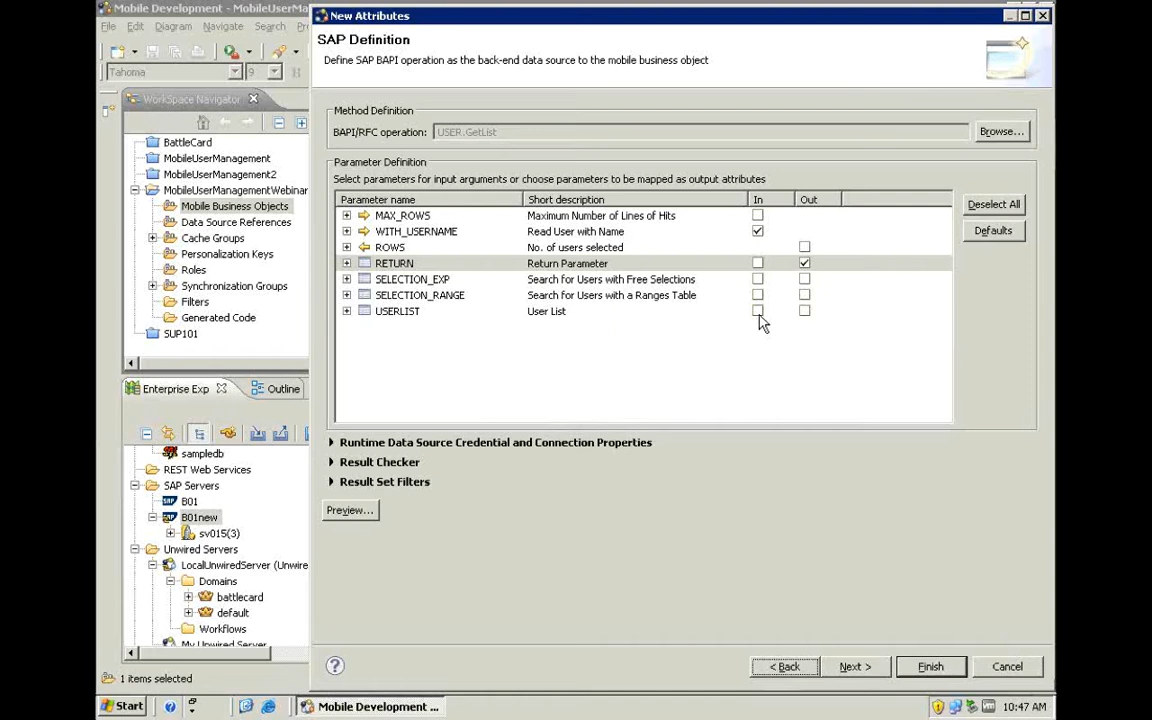 Mobile Development - MobileUserMa
New Attributes
File Edit Diagram Navigate Search Pr
SAP Definition
Define SAP BAPI operation as the back-end data source to the mobile business object
Tahoma 9
WorkSpace Navigator
BattleCard
MobileUserManagement
MobileUserManagement2
MobileUserManagementWebinar
Mobile Business Objects
Data Source References
Cache Groups
Personalization Keys
Roles
Synchronization Groups
Filters
Generated Code
SUP101
Method Definition
BAPI/RFC operation: USER.GetList Browse...
Parameter Definition
Select parameters for input arguments or choose parameters to be mapped as output attributes
Parameter name Short description In Out
MAX_ROWS Maximum Number of Lines of Hits
WITH_USERNAME Read User with Name
ROWS No. of users selected
RETURN Return Parameter
SELECTION_EXP Search for Users with Free Selections
SELECTION_RANGE Search for Users with a Ranges Table
USERLIST User List
Deselect All
Defaults
Enterprise Exp Outline
sampledb
REST Web Services
SAP Servers
B01
B01new
sv015(3)
Unwired Servers
LocalUnwiredServer (Unwire
Domains
battlecard
default
Workflows
My Unwired Server
Runtime Data Source Credential and Connection Properties
Result Checker
Result Set Filters
Preview...
< Back Next > Finish Cancel
1 items selected
Start Mobile Development ... 10:47 AM